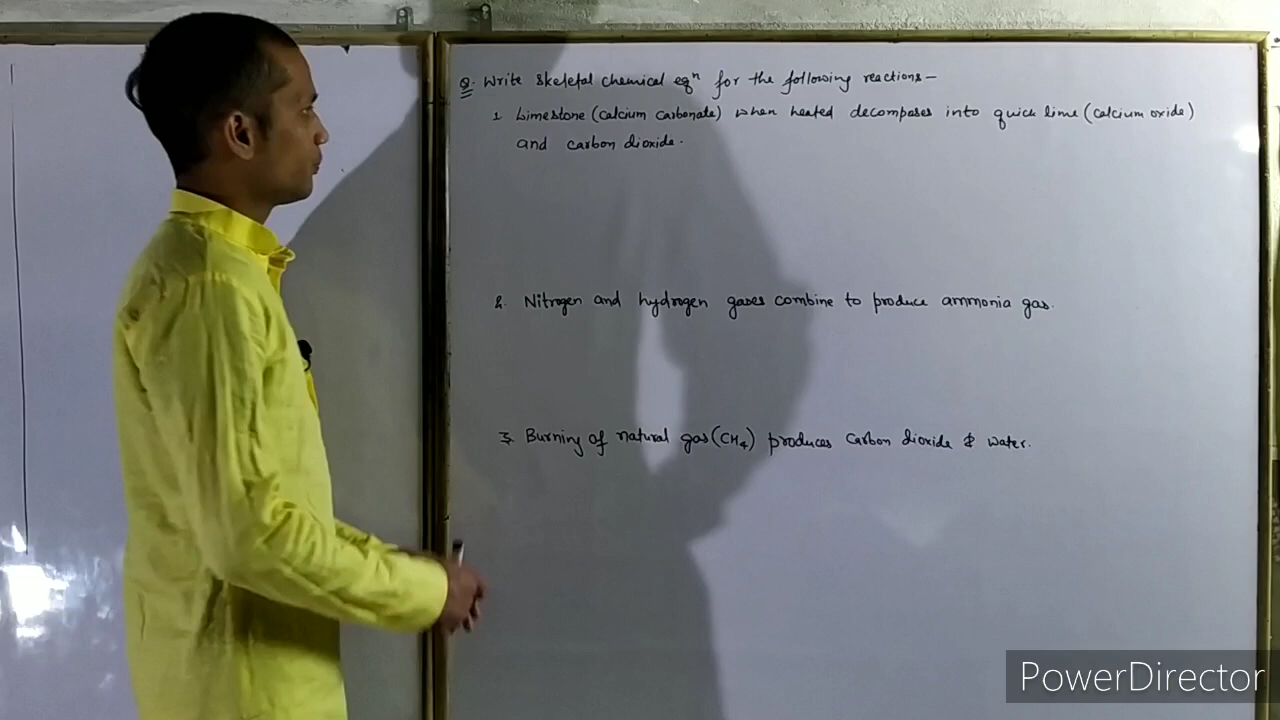 Q. Write Skeletal chemical eqⁿ for the following reactions –
1. Limestone (calcium carbonate) when heated decomposes into quick lime (calcium oxide)
and carbon dioxide.
2. Nitrogen and hydrogen gases combine to produce ammonia gas.
3. Burning of natural gas (CH₄) produces Carbon dioxide & water.
PowerDirector